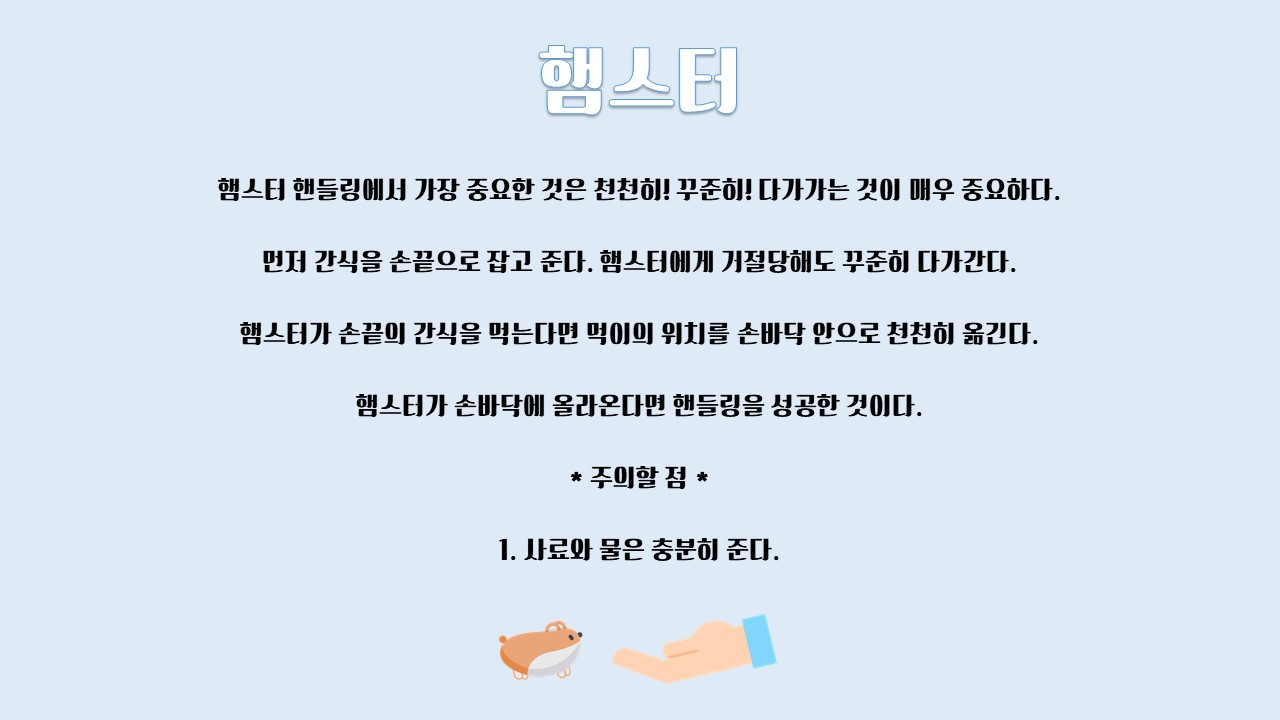 햄스터
햄스터 핸들링에서 가장 중요한 것은 천천히! 꾸준히! 다가가는 것이 매우 중요하다.
먼저 간식을 손끝으로 잡고 준다. 햄스터에게 거절당해도 꾸준히 다가간다.
햄스터가 손끝의 간식을 먹는다면 먹이의 위치를 손바닥 안으로 천천히 옮긴다.
햄스터가 손바닥에 올라온다면 핸들링을 성공한 것이다.
* 주의할 점 *
1. 사료와 물은 충분히 준다.